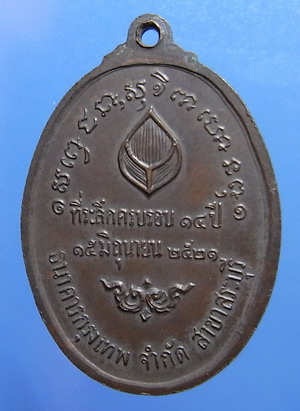 ที่ระลึกครบรอบ ๑๔ ปี
๑๕ มิถุนายน ๒๕๒๑
ธนาคารกรุงเทพ จำกัด สาขาสระบุรี